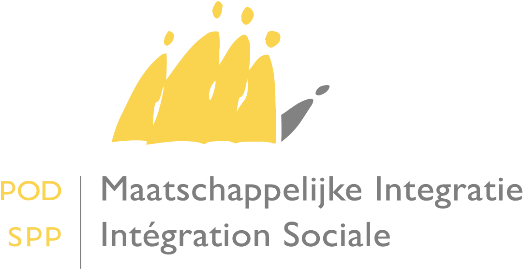 POD Maatschappelijke Integratie
SPP Intégration Sociale